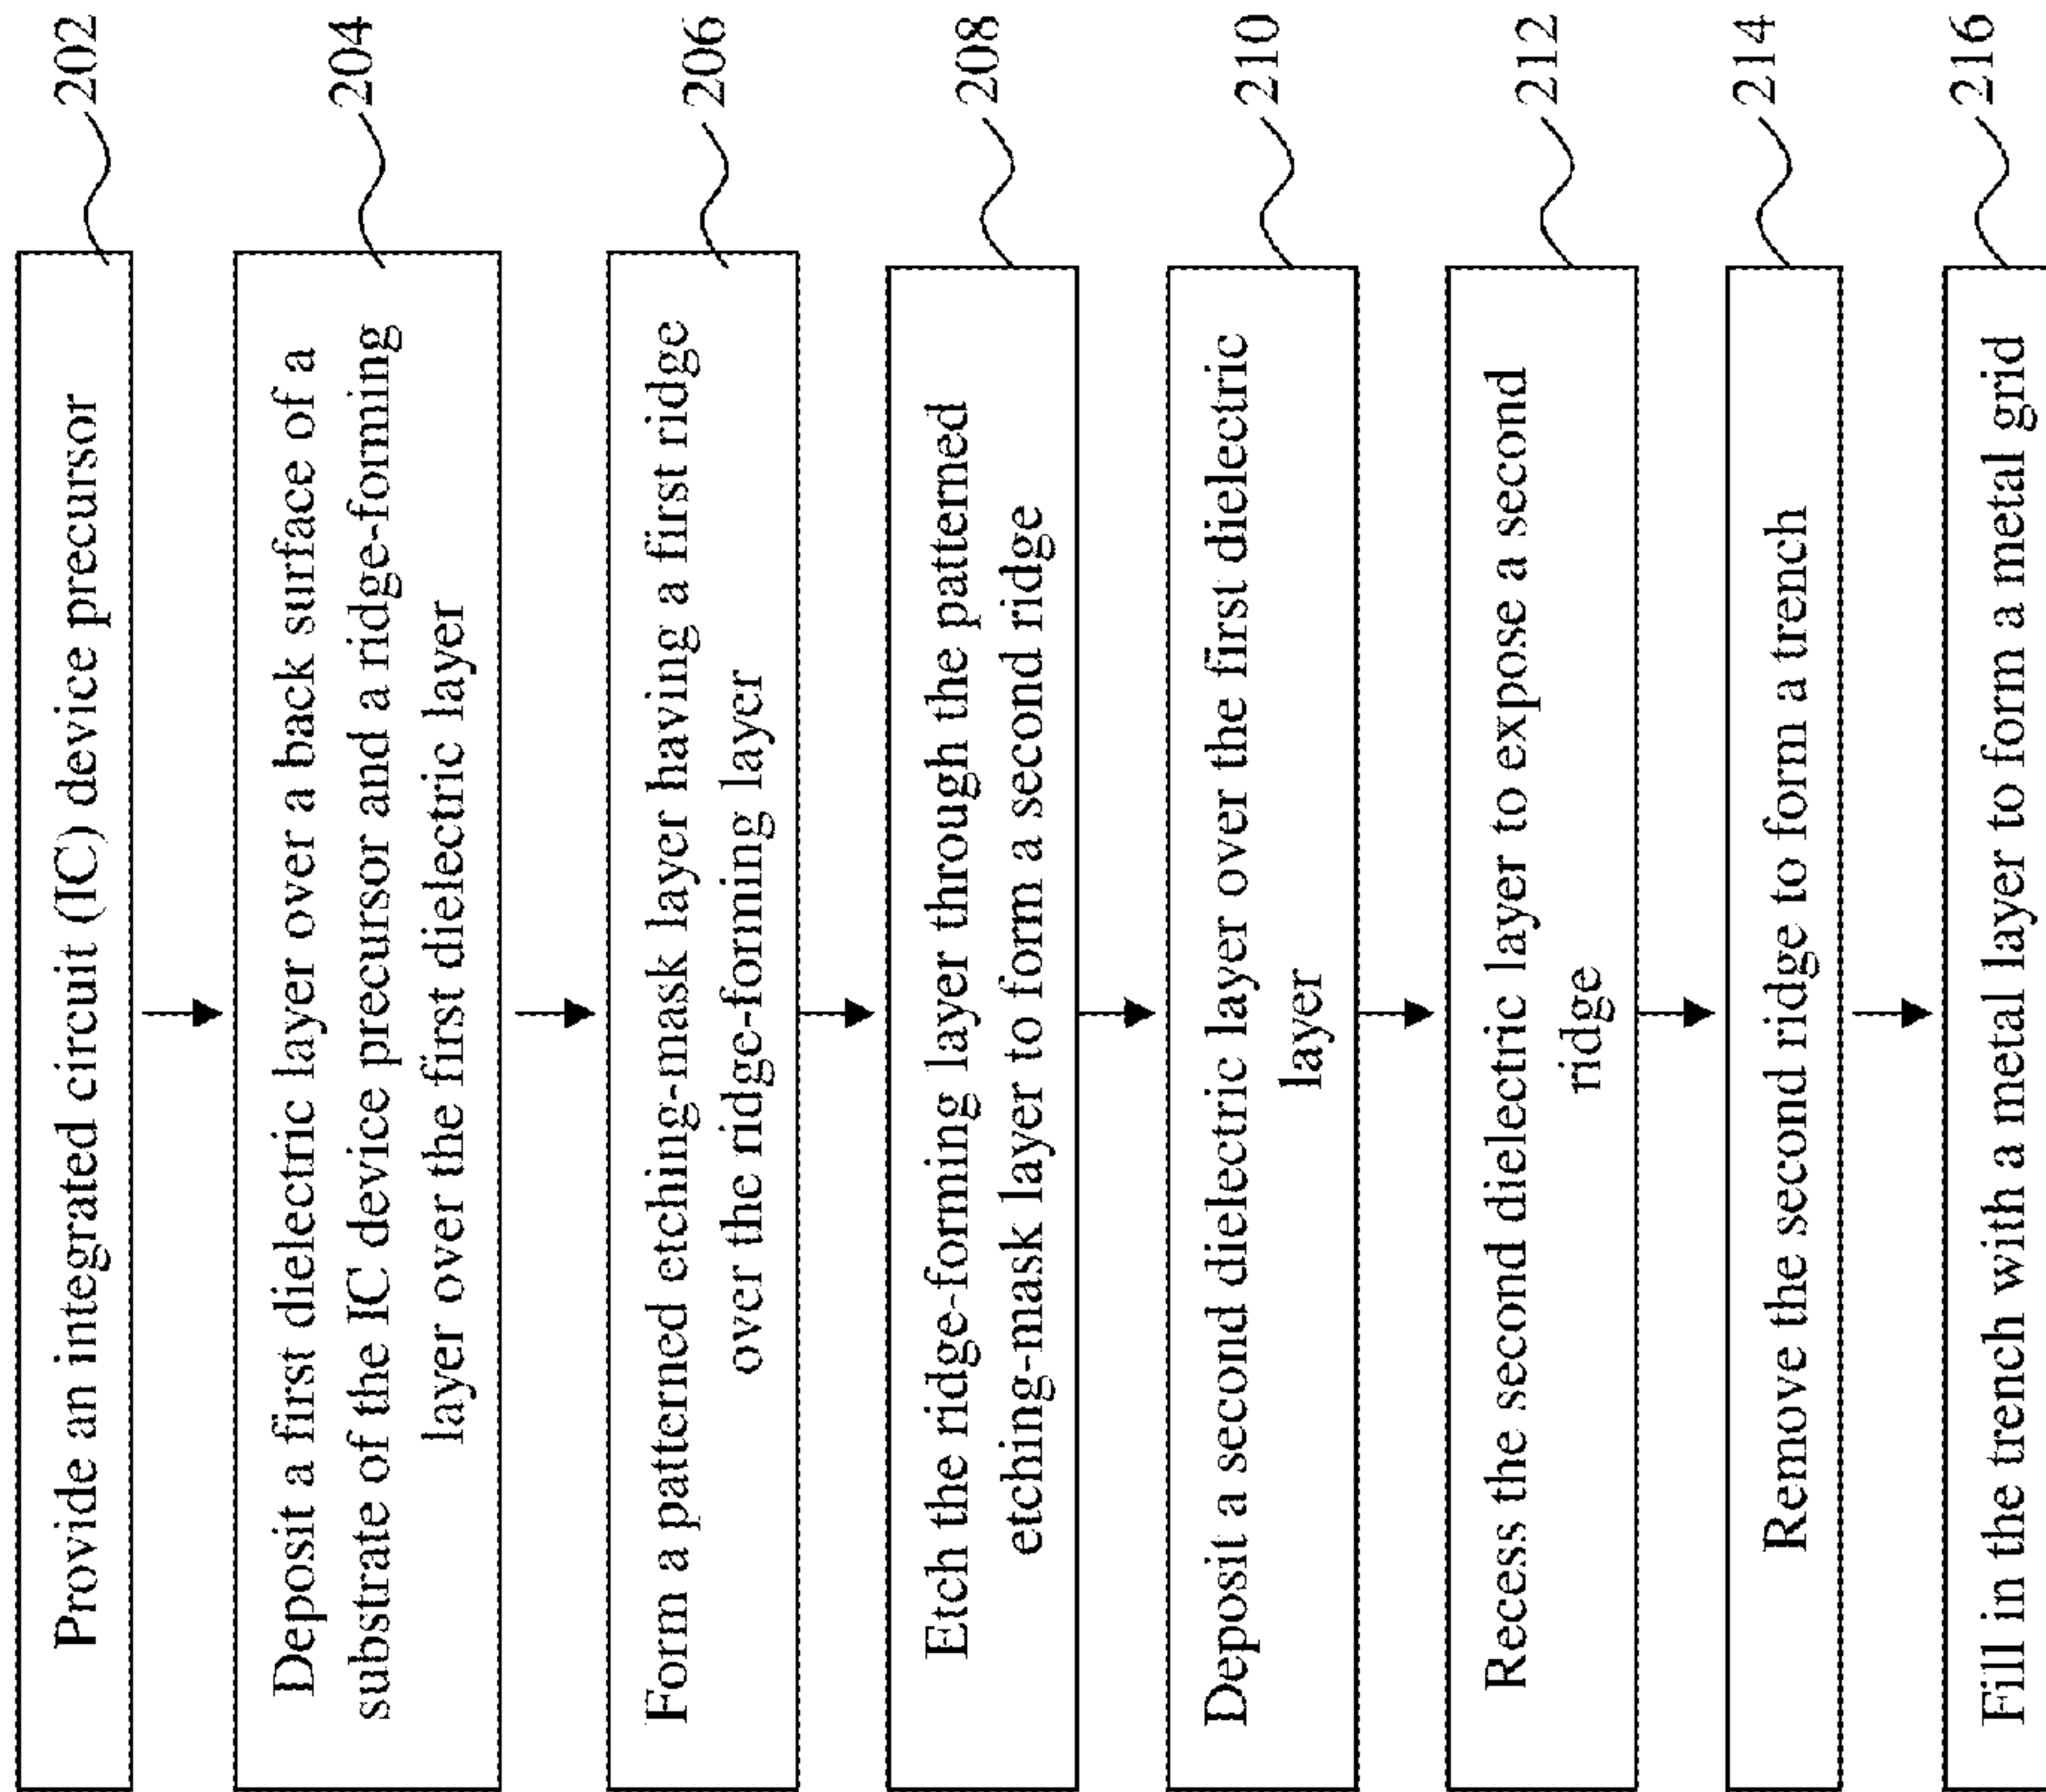 Provide an integrated circuit (IC) device precursor
202
Deposit a first dielectric layer over a back surface of a
substrate of the IC device precursor and a ridge-forming
layer over the first dielectric layer
204
Form a patterned etching-mask layer having a first ridge
over the ridge-forming layer
206
Etch the ridge-forming layer through the patterned
etching-mask layer to form a second ridge
208
Deposit a second dielectric layer over the first dielectric
layer
210
Recess the second dielectric layer to expose a second
ridge
212
Remove the second ridge to form a trench
214
Fill in the trench with a metal layer to form a metal grid
216